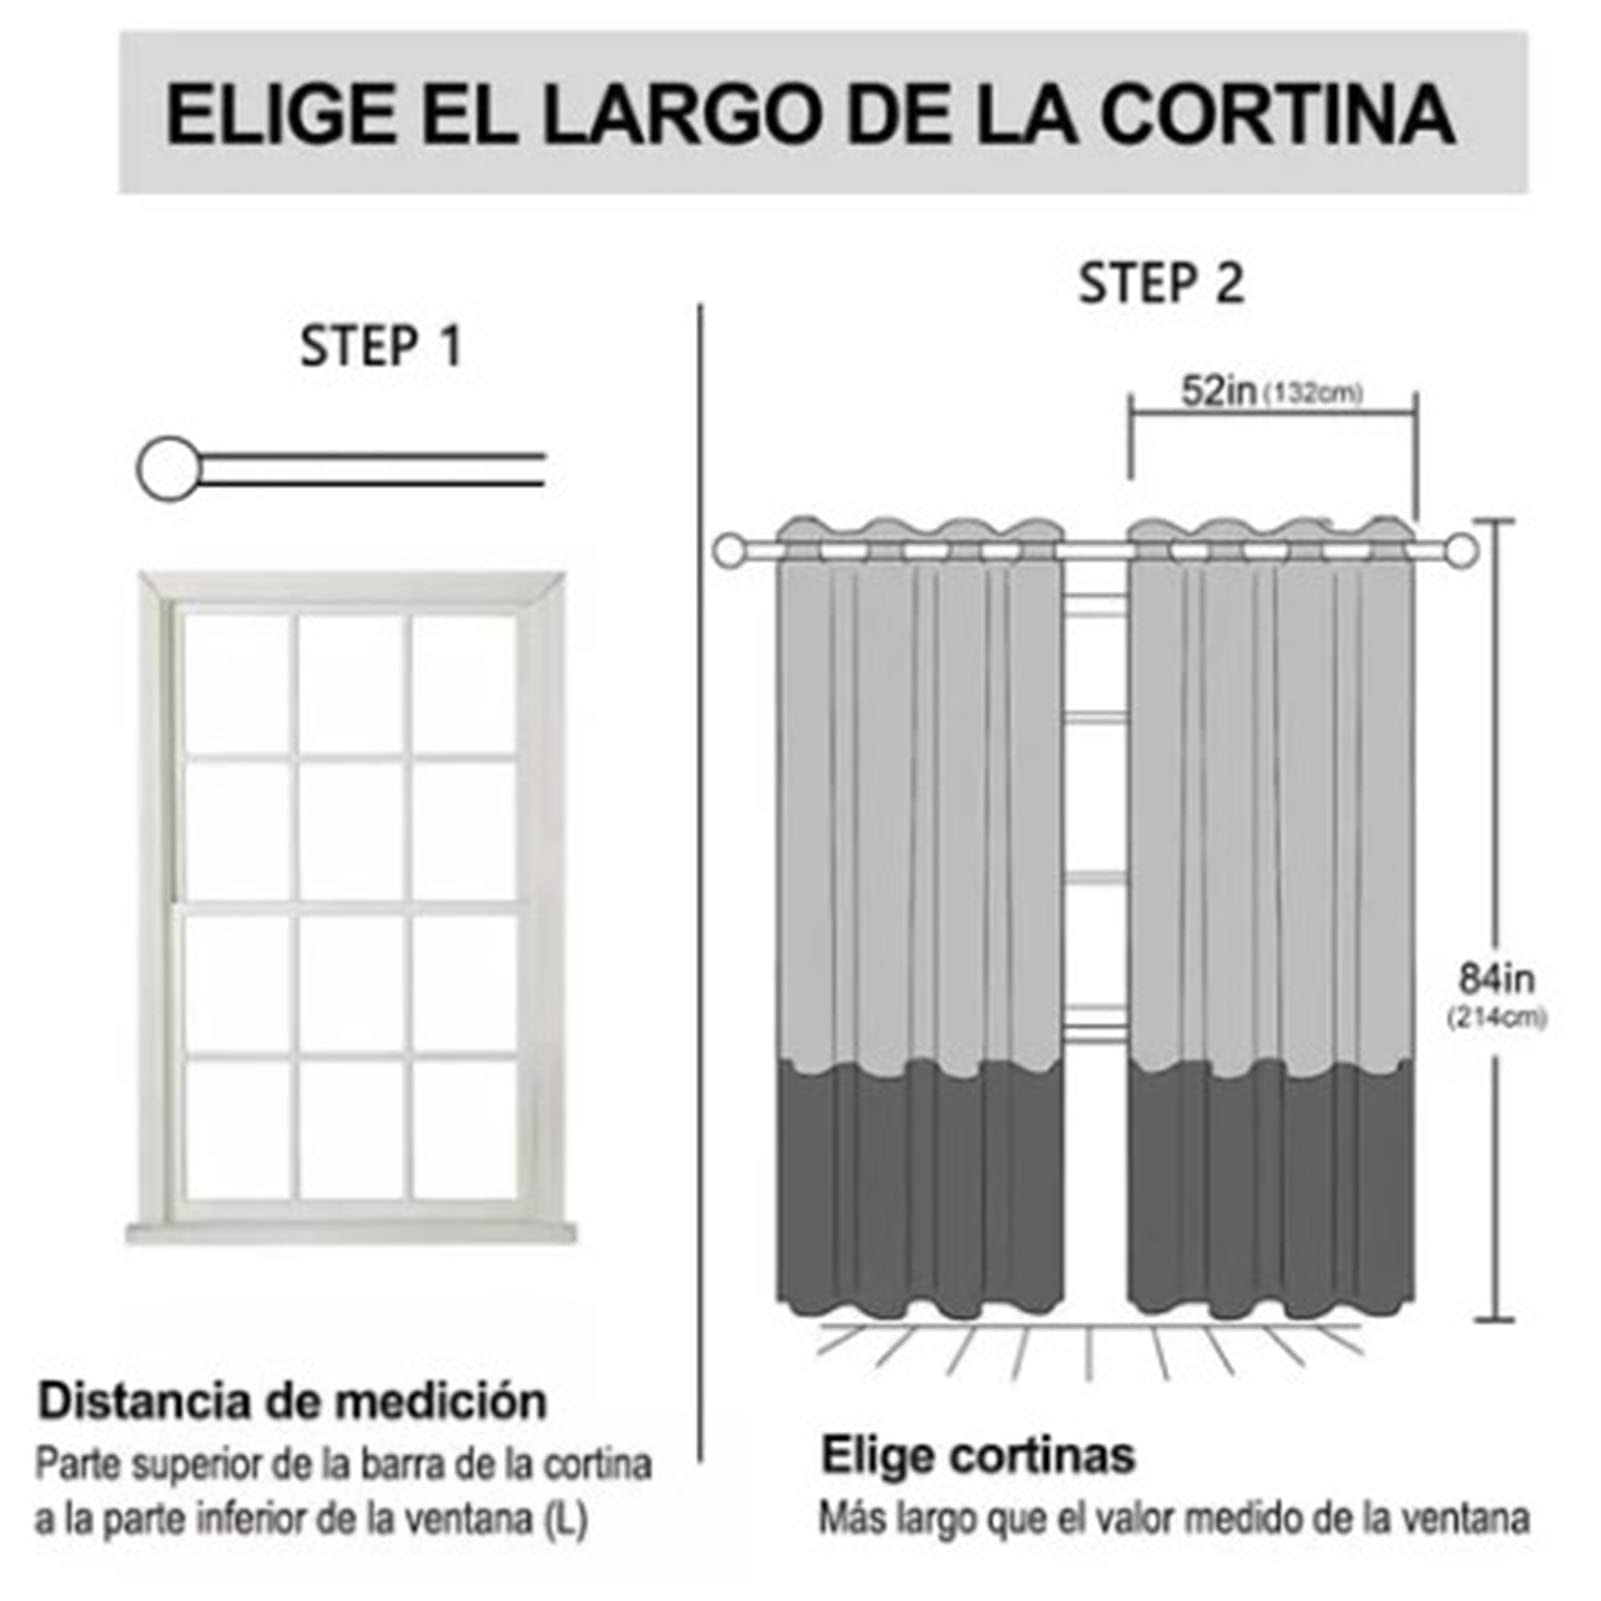 ELIGE EL LARGO DE LA CORTINA
STEP 1
STEP 2
52in (132cm)
84in
(214cm)
Distancia de medición
Parte superior de la barra de la cortina
a la parte inferior de la ventana (L)
Elige cortinas
Más largo que el valor medido de la ventana